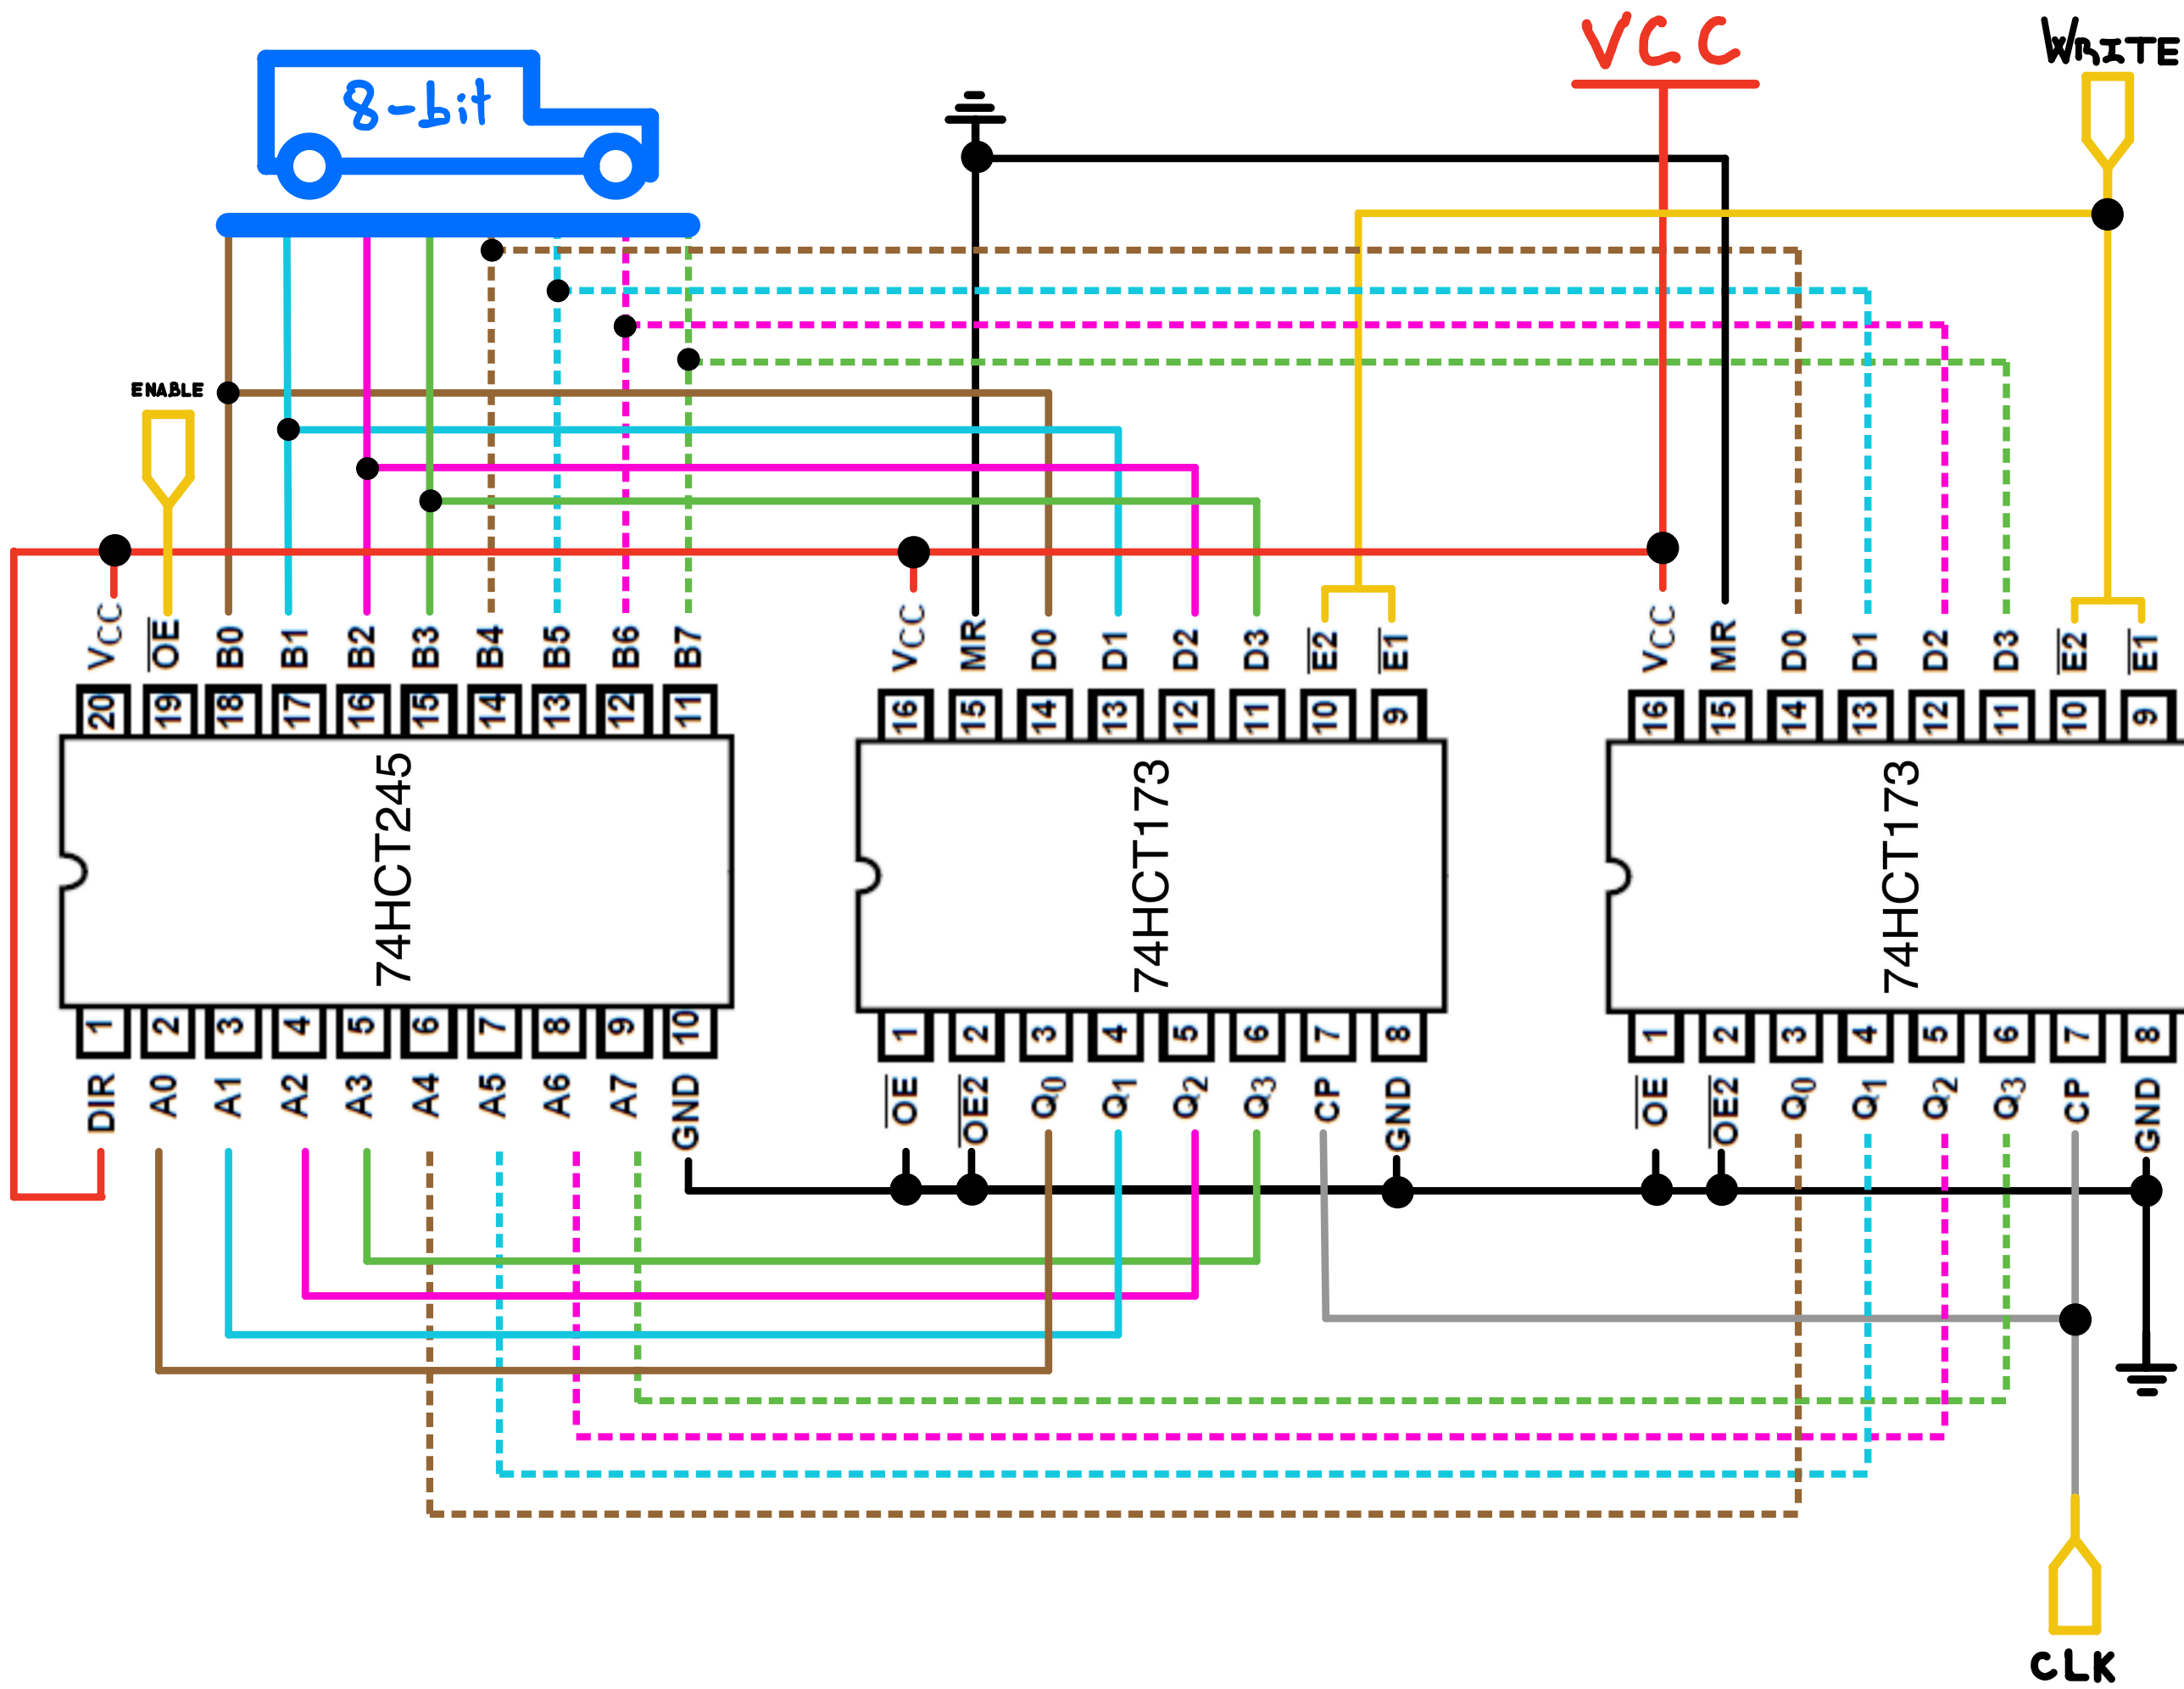 VCC
WRITE
8-bit
ENABLE
VCC OE B0 B1 B2 B3 B4 B5 B6 B7
VCC MR D0 D1 D2 D3 E2 E1
VCC MR D0 D1 D2 D3 E2 E1
20 19 18 17 16 15 14 13 12 11
16 15 14 13 12 11 10 9
16 15 14 13 12 11 10 9
74HCT245
74HCT173
74HCT173
1 2 3 4 5 6 7 8 9 10
1 2 3 4 5 6 7 8
1 2 3 4 5 6 7 8
DIR A0 A1 A2 A3 A4 A5 A6 A7 GND
OE OE2 Q0 Q1 Q2 Q3 CP GND
OE OE2 Q0 Q1 Q2 Q3 CP GND
CLK